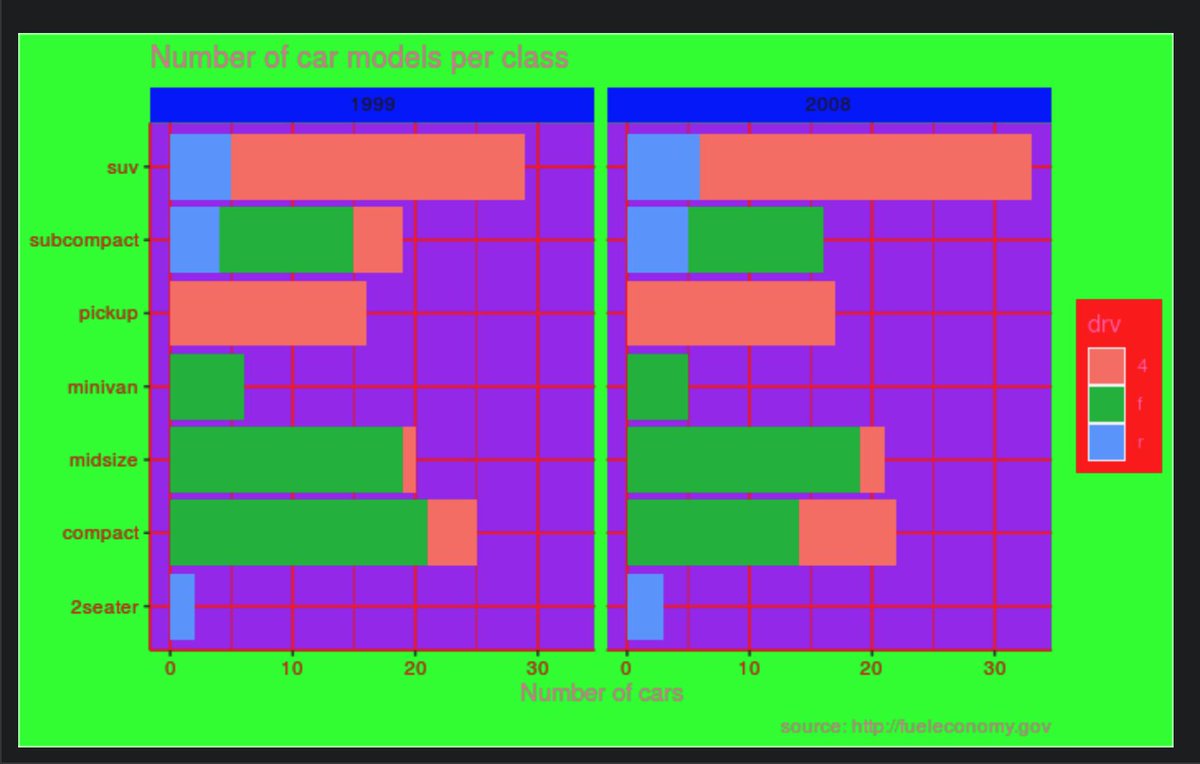 Number of car models per class
1999 2008
suv
subcompact
pickup
minivan
midsize
compact
2seater
0 10 20 30 0 10 20 30
Number of cars
drv
4
f
r
source: http://fueleconomy.gov